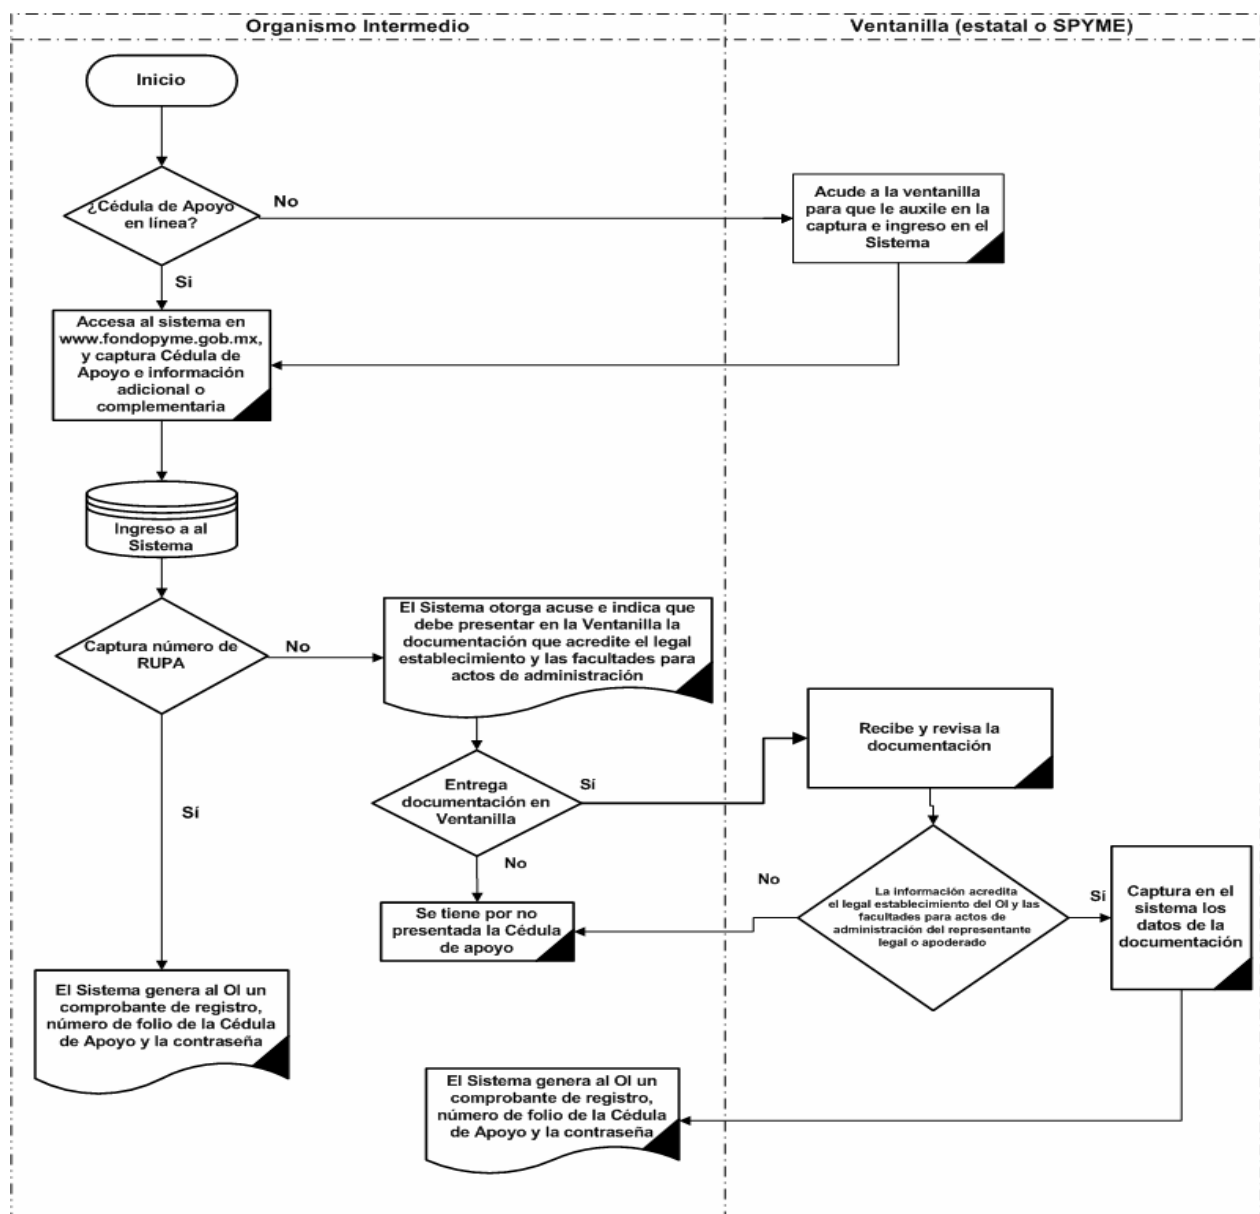 Organismo Intermedio
Ventanilla (estatal o SPYME)
Inicio
¿Cédula de Apoyo
en línea?
No
Acude a la ventanilla
para que le auxile en la
captura e ingreso en el
Sistema
Sí
Accesa al sistema en
www.fondopyme.gob.mx,
y captura Cédula de
Apoyo e información
adicional o
complementaria
Ingreso a al
Sistema
Captura número de
RUPA
No
El Sistema otorga acuse e indica que
debe presentar en la Ventanilla la
documentación que acredite el legal
establecimiento y las facultades para
actos de administración
Recibe y revisa la
documentación
Entrega
documentación en
Ventanilla
Sí
Sí
No
No
La información acredita
el legal establecimiento del OI y las
facultades para actos de
administración del representante
legal o apoderado
Sí
Captura en el
sistema los
datos de la
documentación
Se tiene por no
presentada la Cédula
de apoyo
El Sistema genera al OI un
comprobante de registro,
número de folio de la Cédula
de Apoyo y la contraseña
El Sistema genera al OI un
comprobante de registro,
número de folio de la Cédula
de Apoyo y la contraseña